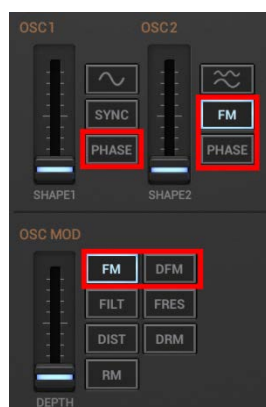 OSC1 OSC2
SYNC FM
PHASE PHASE
SHAPE1 SHAPE2
OSC MOD
FM DFM
FILT FRES
DIST DRM
RM
DEPTH